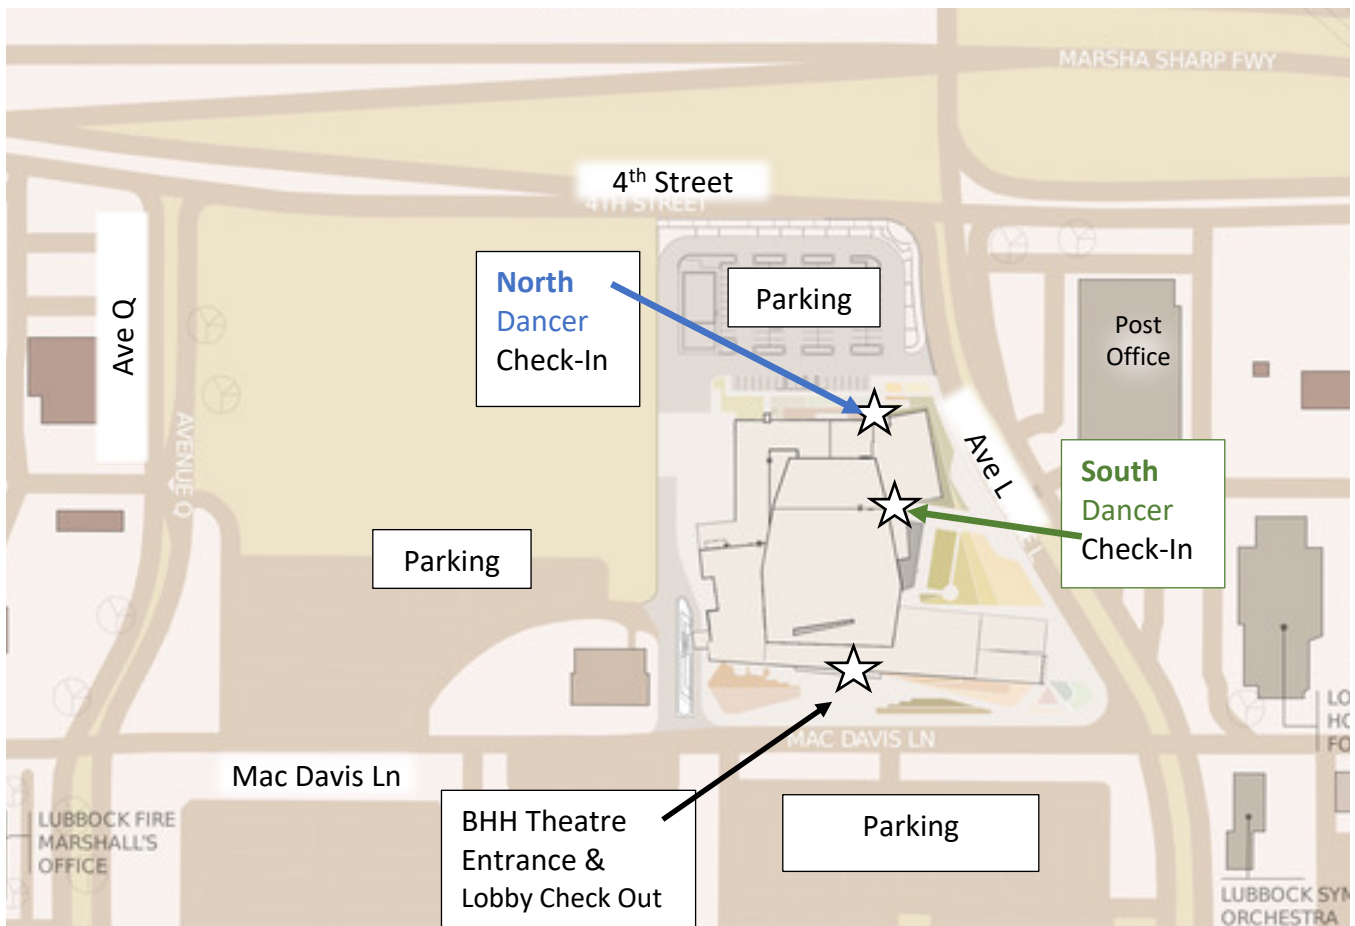 MARSHA SHARP FWY
4th Street
4TH STREET
North
Dancer
Check-In
Parking
Post
Office
Ave Q
AVENUE Q
Ave L
South
Dancer
Check-In
Parking
MAC DAVIS LN
Mac Davis Ln
LUBBOCK FIRE
MARSHALL'S
OFFICE
BHH Theatre
Entrance &
Lobby Check Out
Parking
LUBBOCK SYM
ORCHESTRA